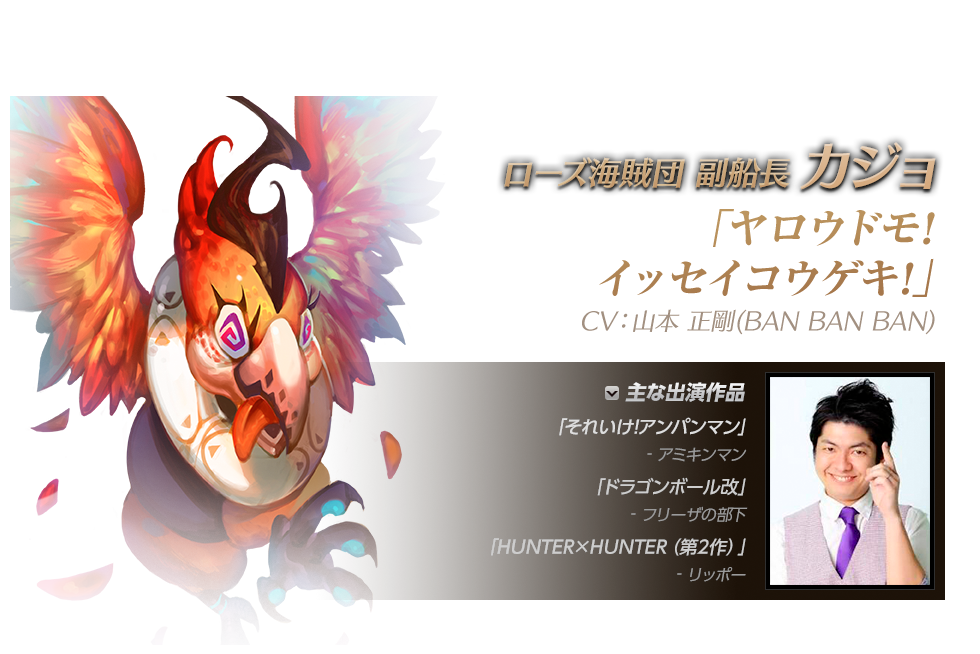 ローズ海賊団 副船長 カジョ
「ヤロウドモ!
イッセイコウゲキ!」
CV：山本 正剛(BAN BAN BAN)
主な出演作品
「それいけ!アンパンマン」
- アミキンマン
「ドラゴンボール改」
- フリーザの部下
「HUNTER×HUNTER（第2作）」
- リッポー